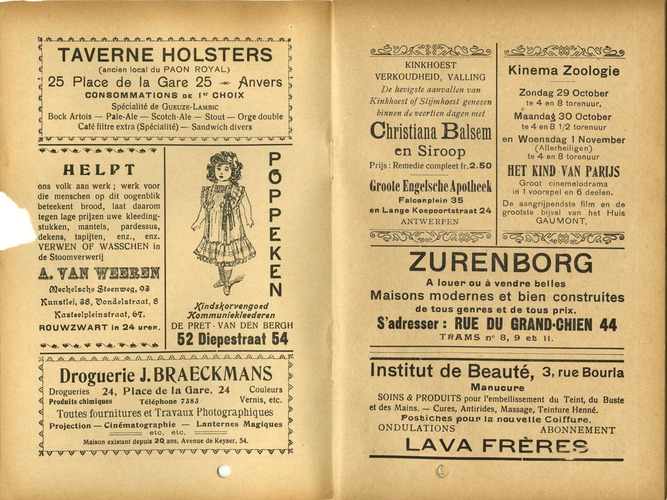 TAVERNE HOLSTERS
(ancien local du PAON ROYAL)
25 Place de la Gare 25 - Anvers
CONSOMMATIONS DE 1er CHOIX
Spécialité de GUEUZE-LAMBIC
Bock Artois — Pale-Ale — Scotch-Ale — Stout — Orge double
Café filtre extra (Spécialité) — Sandwich divers
HELPT
ons volk aan werk; werk voor
die menschen op dit oogenblik
beteekent brood, laat daarom
tegen lage prijzen uwe kleeding-
stukken, mantels, pardessus,
dekens, tapijten, enz., enz.
VERWEN OF WASSCHEN in
de Stoomververij
A. VAN WEEREN
Mechelsche Steenweg, 93
Kunstlei, 38, Vondelstraat, 8
Kasteelpleinstraat, 67.
ROUWZWART in 24 uren.
POPPEKEN
Kindskorvengoed
Kommuniekleederen
DE PRET-VAN DEN BERGH
52 Diepestraat 54
Droguerie J. BRAECKMANS
Drogueries 24, Place de la Gare, 24 Couleurs
Produits chimiques Téléphone 7383 Vernis, etc.
Toutes fournitures et Travaux Photographiques
Projection — Cinématographie — Lanternes Magiques
etc. etc.
Maison existant depuis 20 ans, Avenue de Keyser, 54.
KINKHOEST
VERKOUDHEID, VALLING
De hevigste aanvallen van
Kinkhoest of Slijmhoest genezen
binnen de veertien dagen met
Christiana Balsem
en Siroop
Prijs: Remedie compleet fr. 2.50
Groote Engelsche Apotheek
Falconplein 35
en Lange Koepoortstraat 24
ANTWERPEN
Kinema Zoologie
Zondag 29 October
te 4 en 8 torenuur,
Maandag 30 October
te 4 en 8 1/2 torenuur
en Woensdag 1 November
(Allerheiligen)
te 4 en 8 torenuur
HET KIND VAN PARIJS
Groot cinemelodrama
in 1 voorspel en 6 deelen.
De aangrijpendste film en de
grootste bijval van het Huis
GAUMONT.
ZURENBORG
A louer ou à vendre belles
Maisons modernes et bien construites
de tous genres et de tous prix.
S'adresser: RUE DU GRAND-CHIEN 44
TRAMS nos 8, 9 et 11.
Institut de Beauté, 3, rue Bourla
Manucure
SOINS & PRODUITS pour l'embellissement du Teint, du Buste
et des Mains. — Cures, Antirides, Massage, Teinture Henné.
Postiches pour la nouvelle Coiffure.
ONDULATIONS ABONNEMENT
LAVA FRÈRES